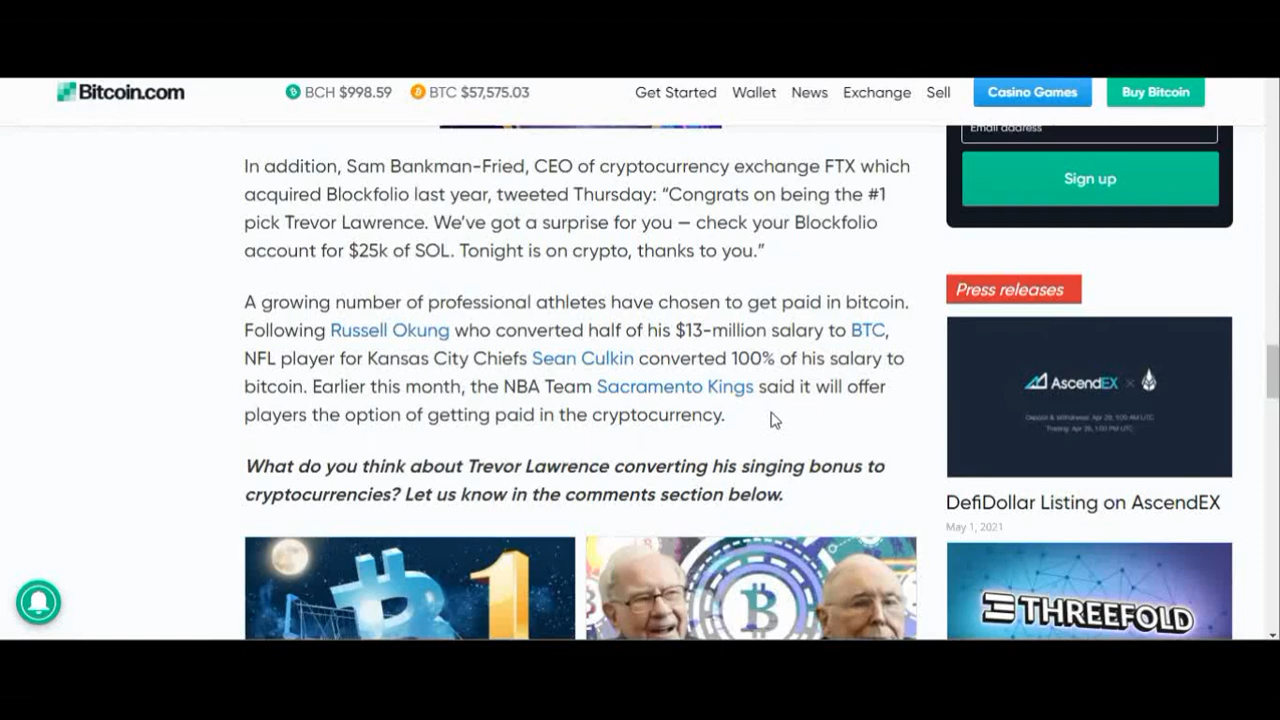 Bitcoin.com
BCH $998.59
BTC $57,575.03
Get Started
Wallet
News
Exchange
Sell
Casino Games
Buy Bitcoin
In addition, Sam Bankman-Fried, CEO of cryptocurrency exchange FTX which
acquired Blockfolio last year, tweeted Thursday: “Congrats on being the #1
pick Trevor Lawrence. We’ve got a surprise for you — check your Blockfolio
account for $25k of SOL. Tonight is on crypto, thanks to you.”
A growing number of professional athletes have chosen to get paid in bitcoin.
Following Russell Okung who converted half of his $13-million salary to BTC,
NFL player for Kansas City Chiefs Sean Culkin converted 100% of his salary to
bitcoin. Earlier this month, the NBA Team Sacramento Kings said it will offer
players the option of getting paid in the cryptocurrency.
What do you think about Trevor Lawrence converting his singing bonus to
cryptocurrencies? Let us know in the comments section below.
1
Email address
Sign up
Press releases
AscendEX
DefiDollar Listing on AscendEX
May 1, 2021
THREEFOLD